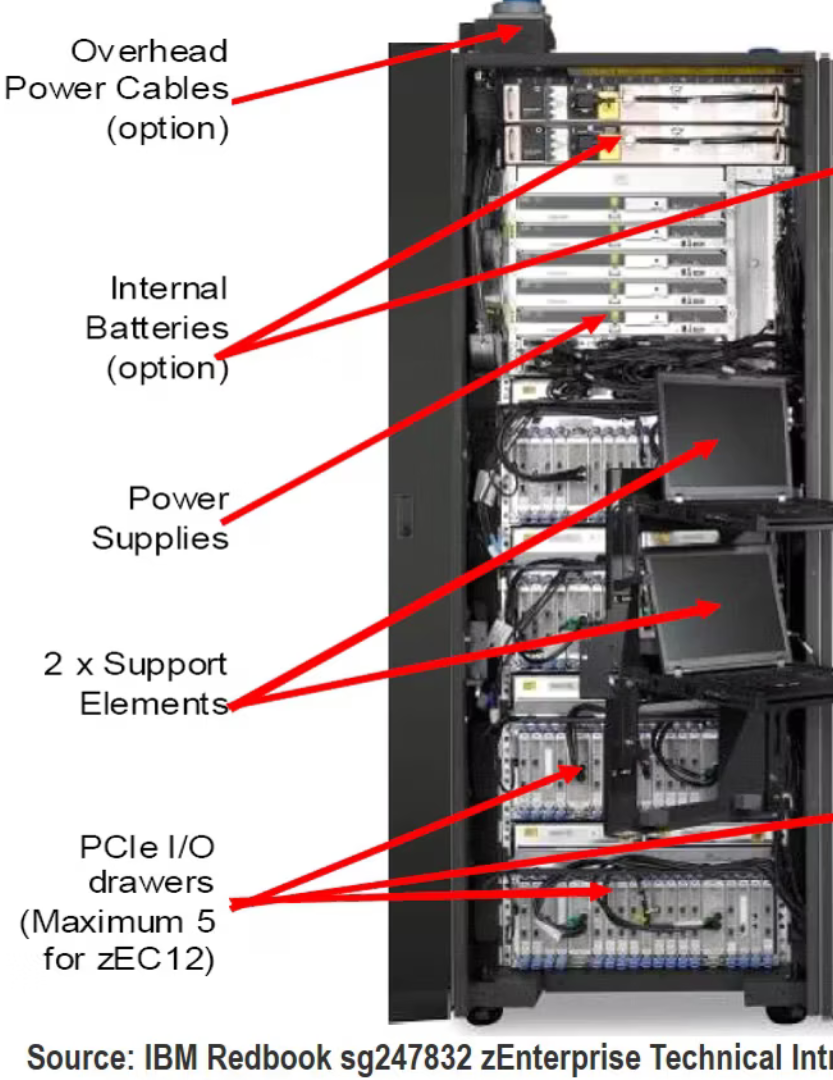 Overhead
Power Cables
(option)
Internal
Batteries
(option)
Power
Supplies
2 x Support
Elements
PCIe I/O
drawers
(Maximum 5
for zEC12)
Source: IBM Redbook sg247832 zEnterprise Technical Intr